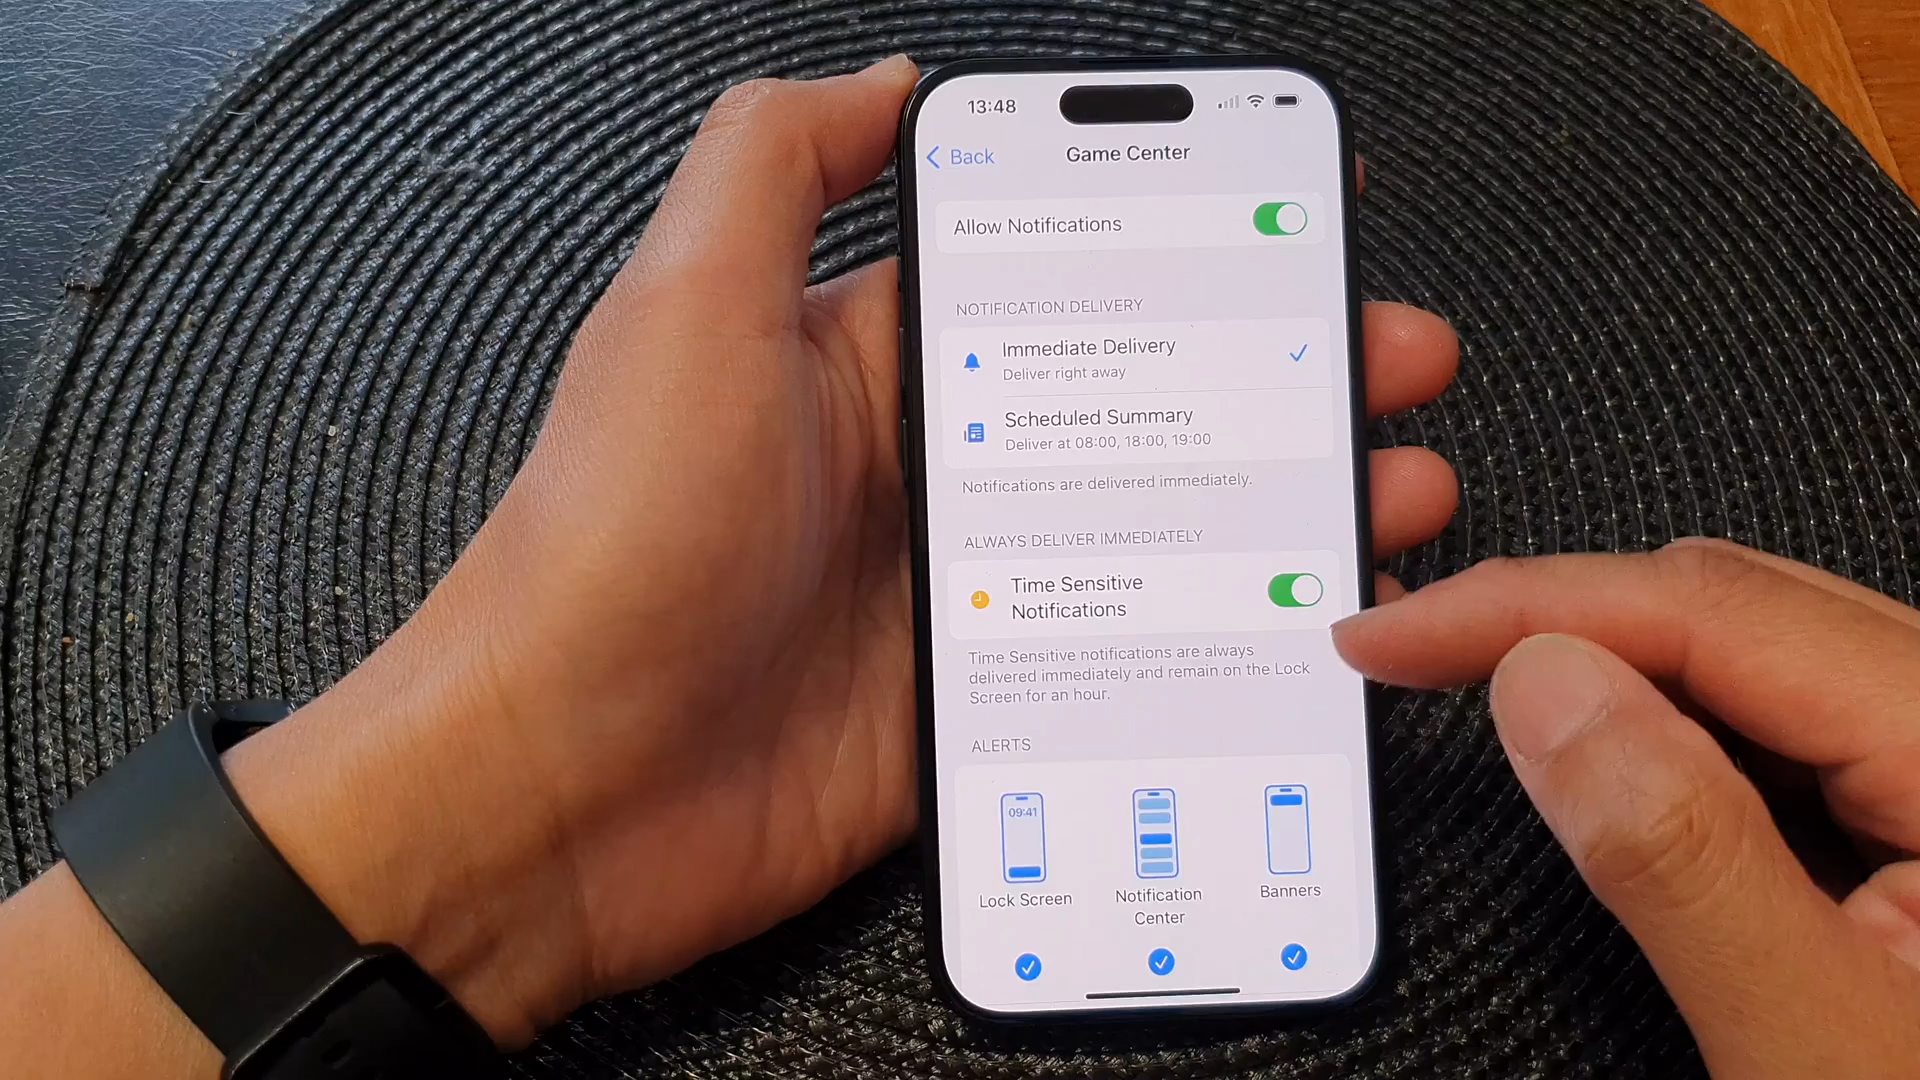 13:48
Back
Game Center
Allow Notifications
NOTIFICATION DELIVERY
Immediate Delivery
Deliver right away
Scheduled Summary
Deliver at 08:00, 18:00, 19:00
Notifications are delivered immediately.
ALWAYS DELIVER IMMEDIATELY
Time Sensitive
Notifications
Time Sensitive notifications are always
delivered immediately and remain on the Lock
Screen for an hour.
ALERTS
09:41
Lock Screen
Notification
Center
Banners